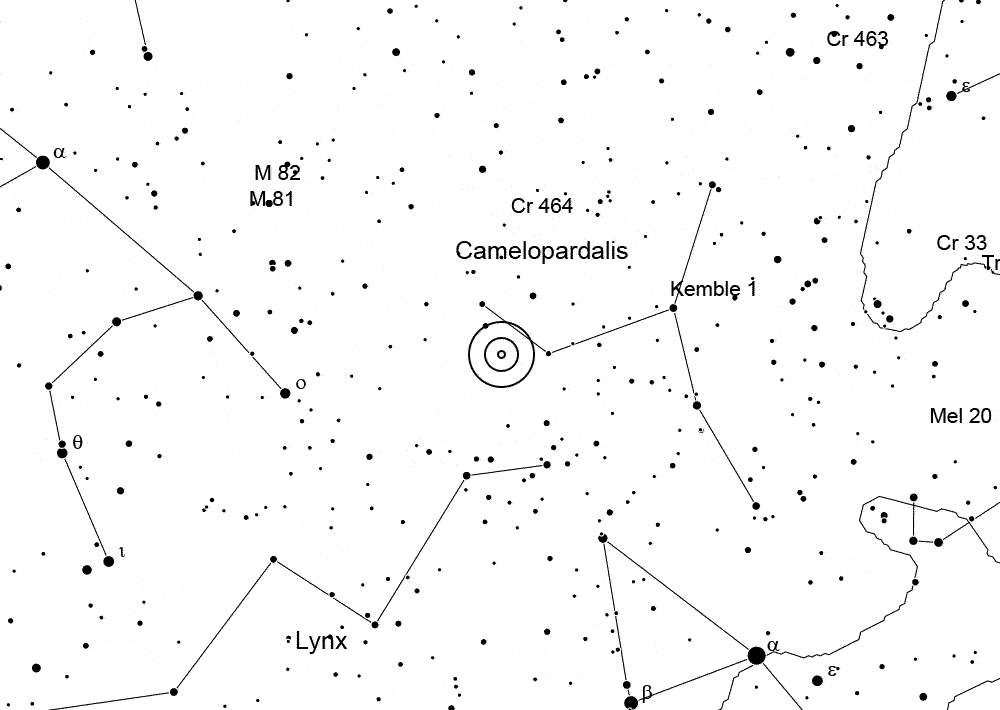 Cr 463
ε
α
M 82
M 81
Cr 464
Cr 33
Tr
Camelopardalis
Kemble 1
ο
Mel 20
θ
ι
Lynx
α
ε
β